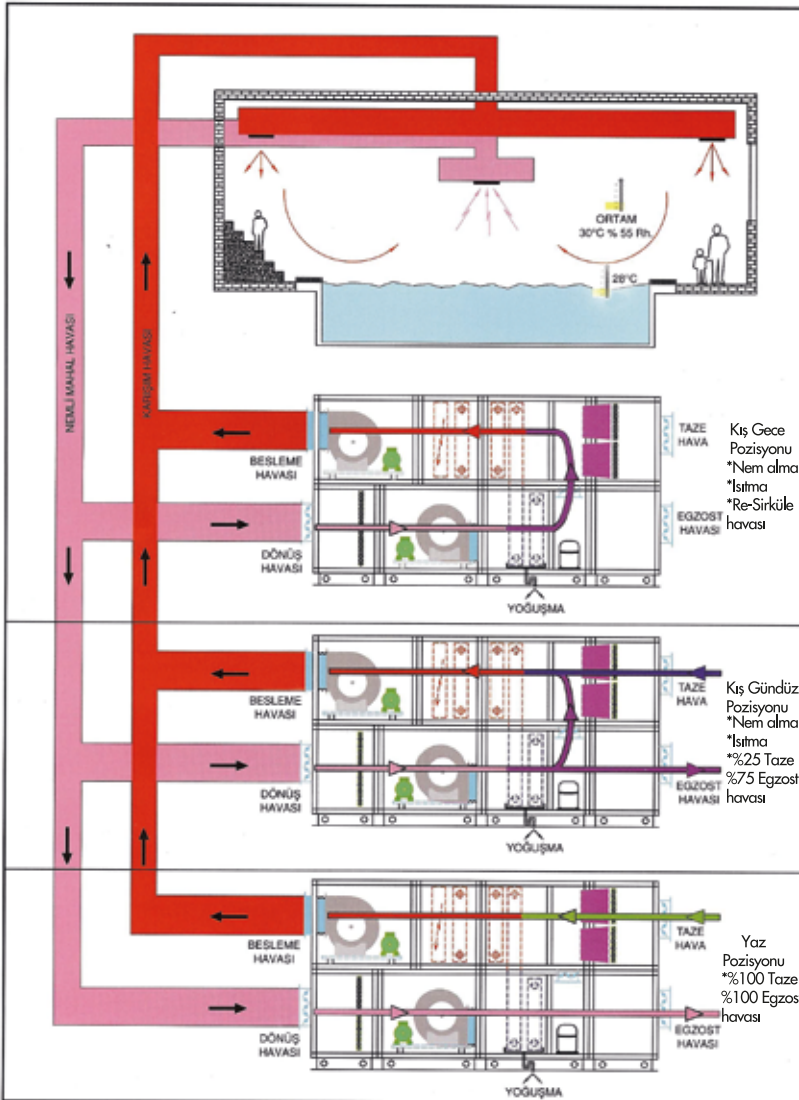 ORTAM
30°C % 55 Rh.
28°C
NEMLİ MAHAL HAVASI
KARIŞIM HAVASI
BESLEME
HAVASI
DÖNÜŞ
HAVASI
TAZE
HAVA
EGZOST
HAVASI
YOĞUŞMA
Kış Gece
Pozisyonu
*Nem alma
*Isıtma
*Re-Sirküle
havası
BESLEME
HAVASI
DÖNÜŞ
HAVASI
TAZE
HAVA
EGZOST
HAVASI
YOĞUŞMA
Kış Gündüz
Pozisyonu
*Nem alma
*Isıtma
*%25 Taze
%75 Egzost
havası
BESLEME
HAVASI
DÖNÜŞ
HAVASI
TAZE
HAVA
EGZOST
HAVASI
YOĞUŞMA
Yaz
Pozisyonu
*%100 Taze
%100 Egzos
havası